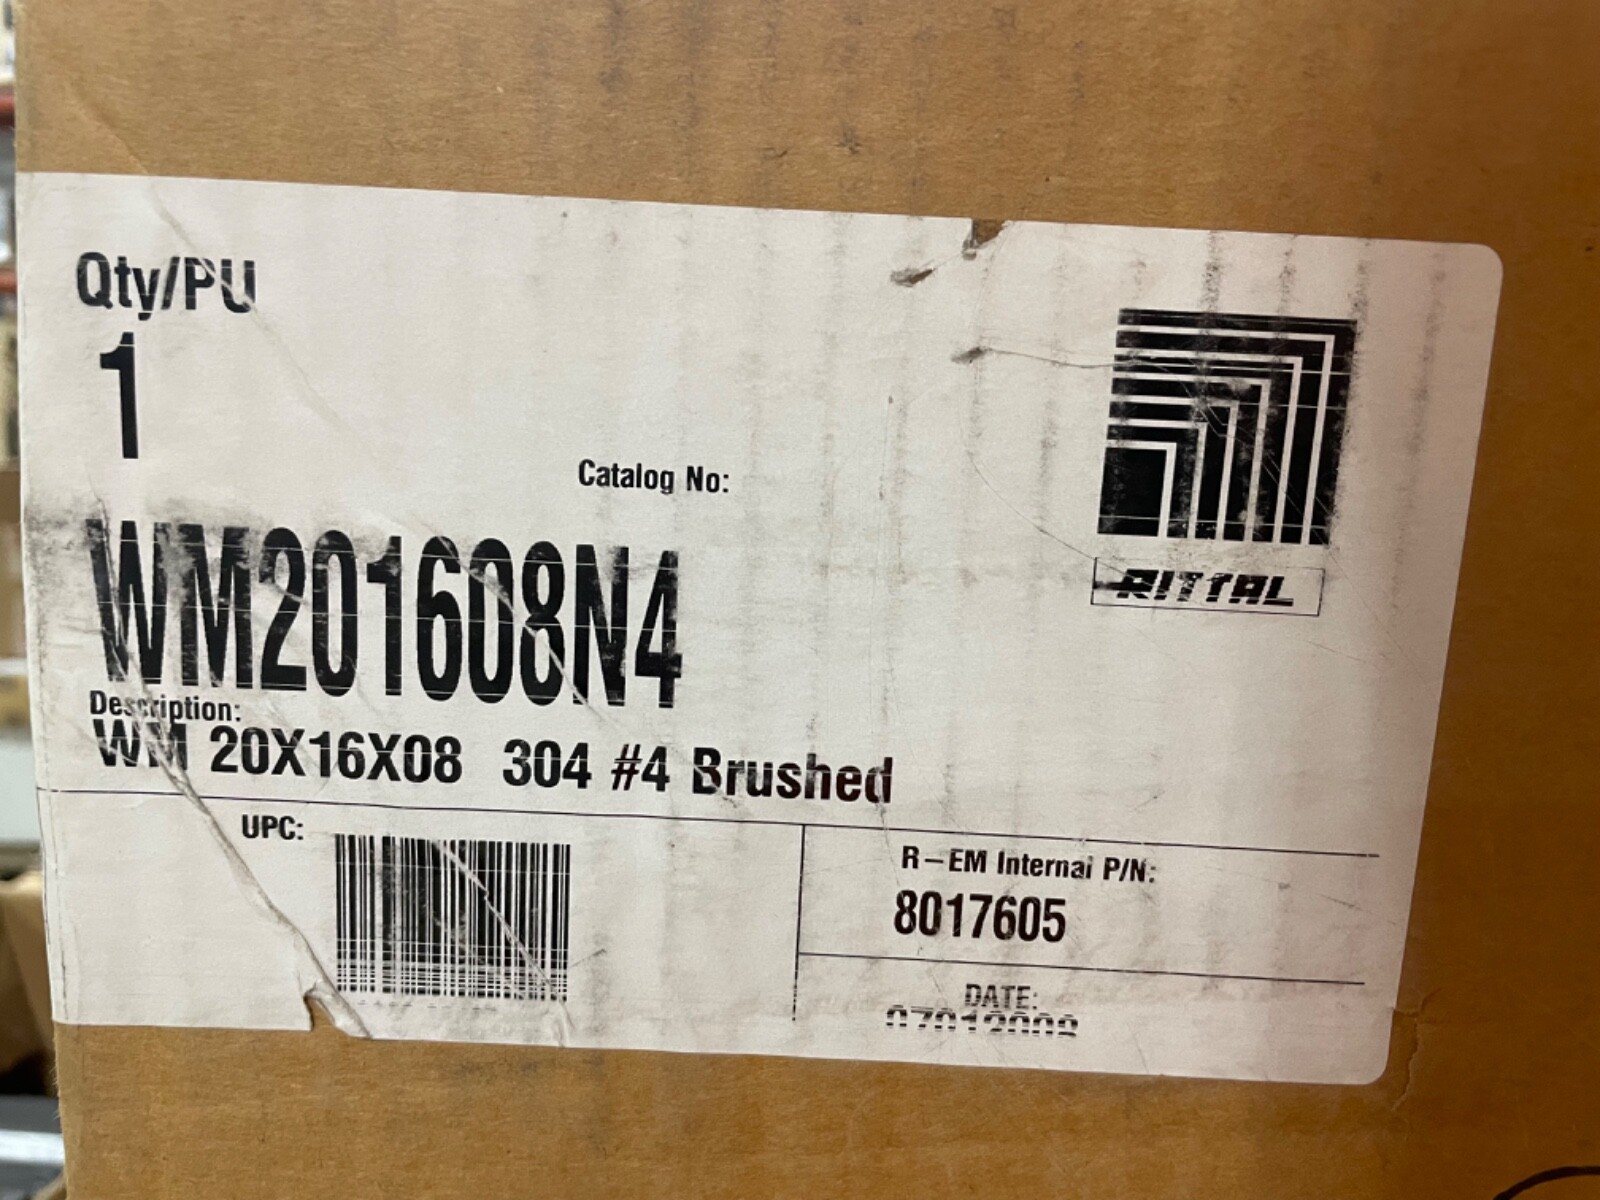 Qty/PU
1
Catalog No:
RITTAL
WM201608N4
Description:
WM 20X16X08 304 #4 Brushed
UPC:
R-EM Internal P/N:
8017605
DATE: